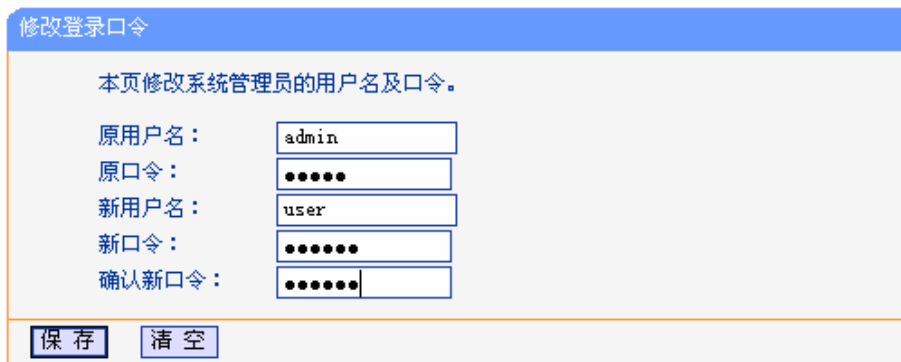 修改登录口令
本页修改系统管理员的用户名及口令。
原用户名： admin
原口令： ●●●●●
新用户名： user
新口令： ●●●●●●
确认新口令： ●●●●●●
保 存 清 空